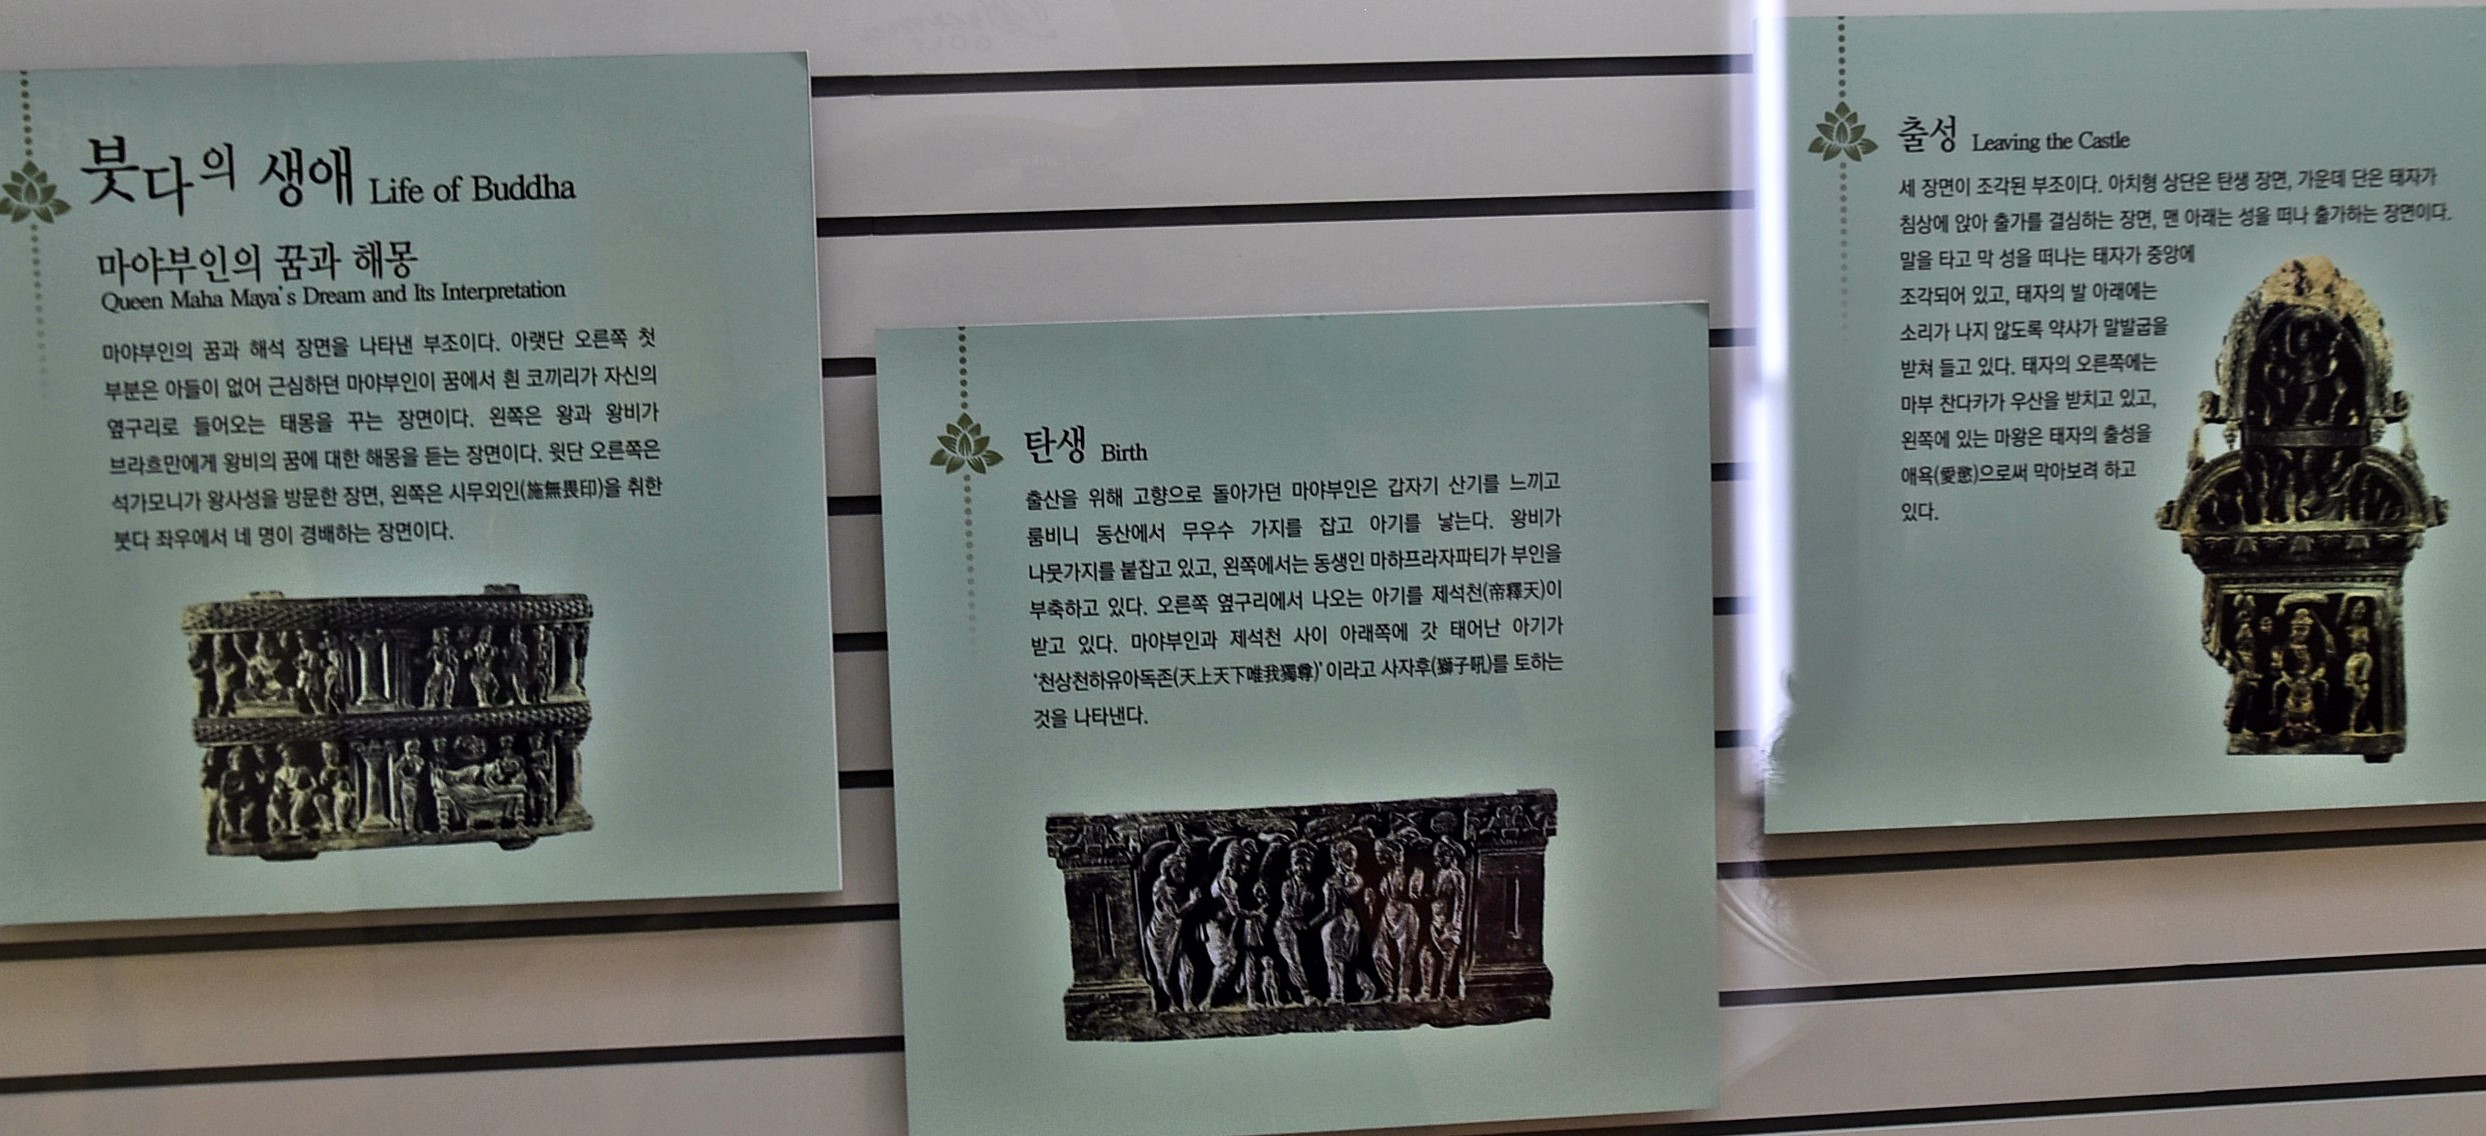 붓다의 생애 Life of Buddha
마야부인의 꿈과 해몽
Queen Maha Maya's Dream and Its Interpretation
마야부인의 꿈과 해석 장면을 나타낸 부조이다. 아랫단 오른쪽 첫
부분은 아들이 없어 근심하던 마야부인이 꿈에서 흰 코끼리가 자신의
옆구리로 들어오는 태몽을 꾸는 장면이다. 왼쪽은 왕과 왕비가
브라흐만에게 왕비의 꿈에 대한 해몽을 듣는 장면이다. 윗단 오른쪽은
석가모니가 왕사성을 방문한 장면, 왼쪽은 시무외인(施無畏印)을 취한
붓다 좌우에서 네 명이 경배하는 장면이다.
탄생 Birth
출산을 위해 고향으로 돌아가던 마야부인은 갑자기 산기를 느끼고
룸비니 동산에서 무우수 가지를 잡고 아기를 낳는다. 왕비가
나뭇가지를 붙잡고 있고, 왼쪽에서는 동생인 마하프라자파티가 부인을
부축하고 있다. 오른쪽 옆구리에서 나오는 아기를 제석천(帝釋天)이
받고 있다. 마야부인과 제석천 사이 아래쪽에 갓 태어난 아기가
'천상천하유아독존(天上天下唯我獨尊)'이라고 사자후(獅子吼)를 토하는
것을 나타낸다.
출성 Leaving the Castle
세 장면이 조각된 부조이다. 아치형 상단은 탄생 장면, 가운데 단은 태자가
침상에 앉아 출가를 결심하는 장면, 맨 아래는 성을 떠나 출가하는 장면이다.
말을 타고 막 성을 떠나는 태자가 중앙에
조각되어 있고, 태자의 발 아래에는
소리가 나지 않도록 약샤가 말발굽을
받쳐 들고 있다. 태자의 오른쪽에는
마부 찬다카가 우산을 받치고 있고,
왼쪽에 있는 마왕은 태자의 출성을
애욕(愛慾)으로써 막아보려 하고
있다.